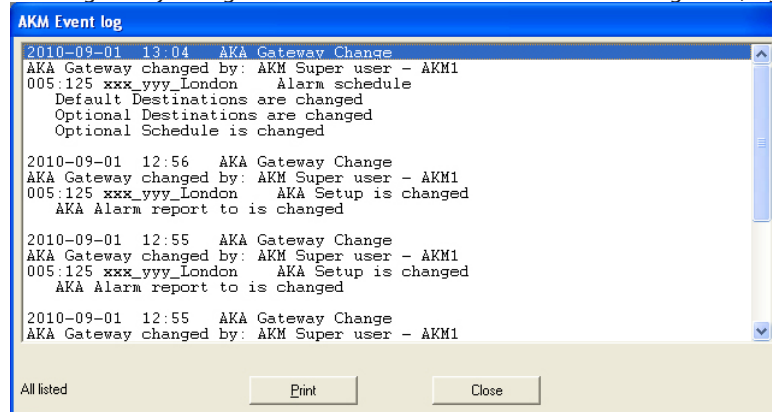 AKM Event log
2010-09-01 13:04 AKA Gateway Change
AKA Gateway changed by: AKM Super user - AKM1
005:125 xxx_yyy_London Alarm schedule
Default Destinations are changed
Optional Destinations are changed
Optional Schedule is changed
2010-09-01 12:56 AKA Gateway Change
AKA Gateway changed by: AKM Super user - AKM1
005:125 xxx_yyy_London AKA Setup is changed
AKA Alarm report to is changed
2010-09-01 12:55 AKA Gateway Change
AKA Gateway changed by: AKM Super user - AKM1
005:125 xxx_yyy_London AKA Setup is changed
AKA Alarm report to is changed
2010-09-01 12:55 AKA Gateway Change
AKA Gateway changed by: AKM Super user - AKM1
All listed
Print
Close